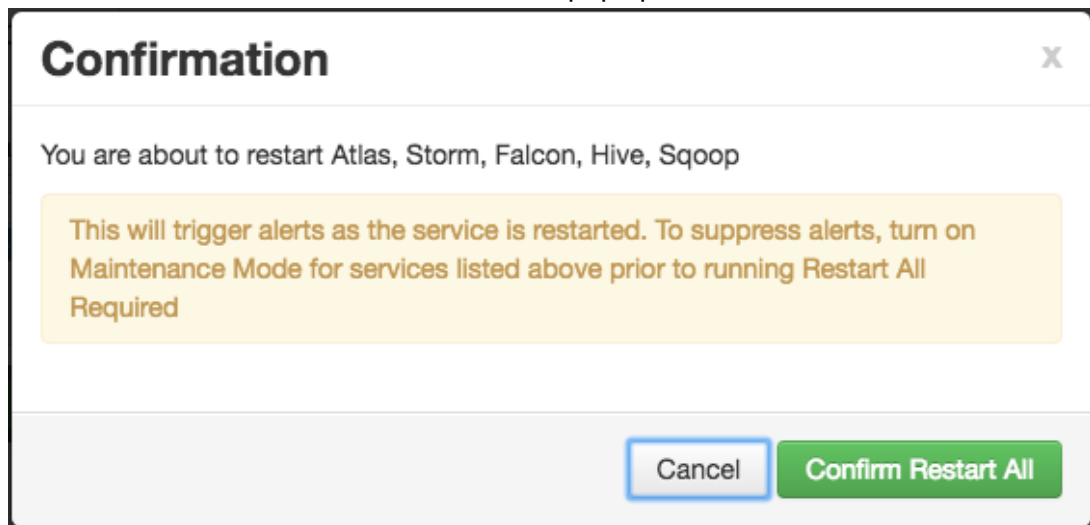 Confirmation
x
You are about to restart Atlas, Storm, Falcon, Hive, Sqoop
This will trigger alerts as the service is restarted. To suppress alerts, turn on
Maintenance Mode for services listed above prior to running Restart All
Required
Cancel
Confirm Restart All